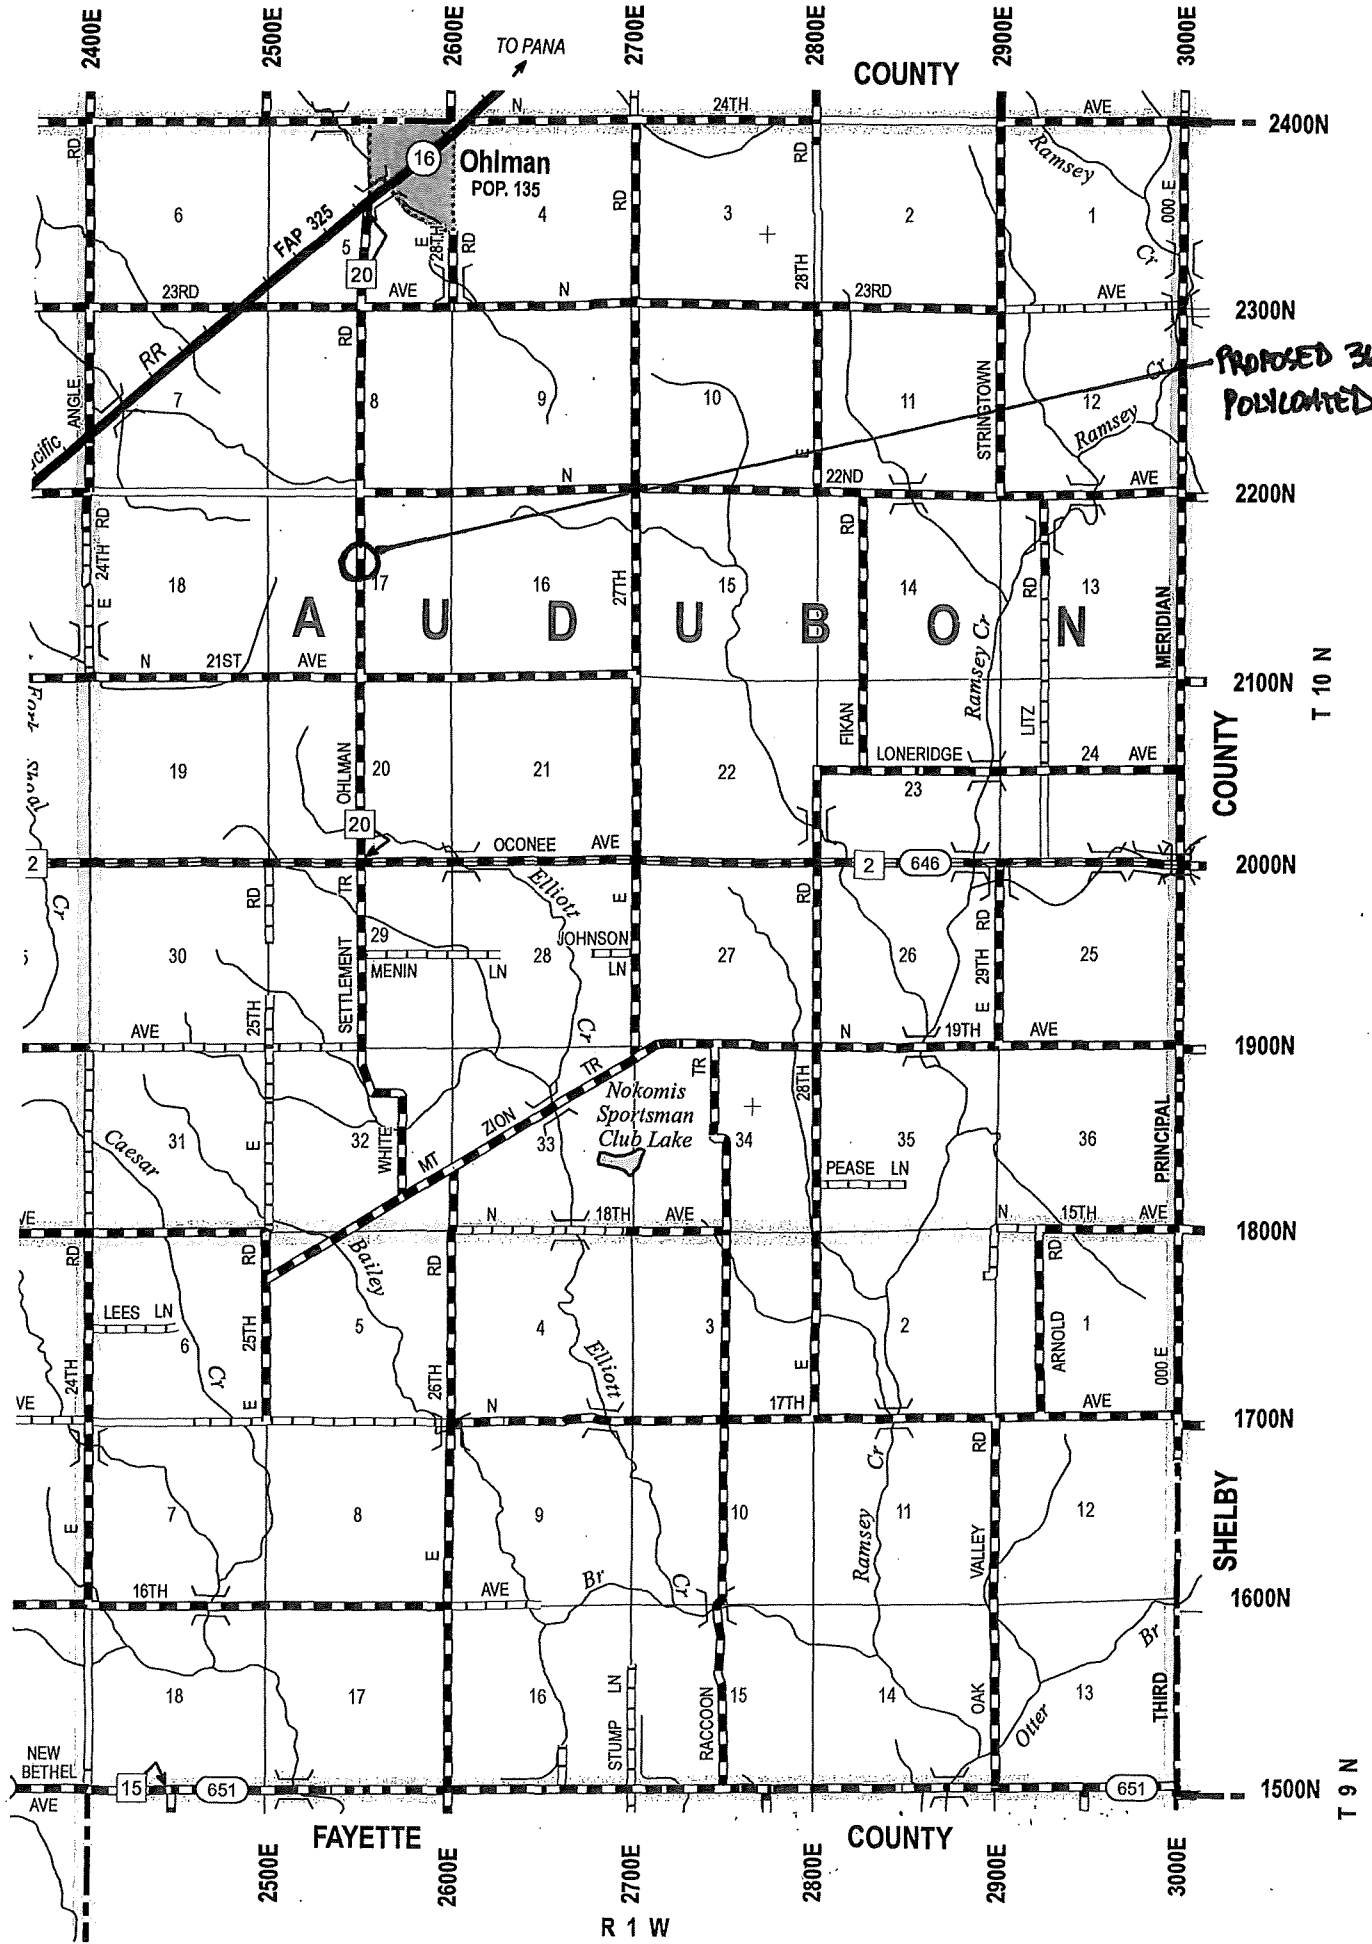 2400E
2500E
2600E
2700E
2800E
2900E
3000E
TO PANA
COUNTY
N
24TH
AVE
2400N
RD
16
Ohlman
POP. 135
RD
RD
Ramsey
000 E
Cr
6
FAP 325
5
4
3
2
1
E
28TH
RD
20
28TH
23RD
AVE
N
23RD
AVE
2300N
RR
RD
ANGLE
STRINGTOWN
Cr
PROPOSED
POLYCOATED
7
8
9
10
11
12
Ramsey
E
N
22ND
AVE
2200N
RD
24TH
E
RD
RD
18
17
16
27TH
15
14
13
AUDUBON
MERIDIAN
N
21ST
AVE
2100N
T 10 N
Fork
Shoal
Cr
Ramsey Cr
FIKAN
LITZ
LONERIDGE
24
AVE
COUNTY
19
OHLMAN
20
21
22
23
20
2
OCONEE
AVE
2
646
2000N
RD
TR
Elliott
E
RD
RD
30
29
28
JOHNSON
LN
27
26
25
MENIN
LN
SETTLEMENT
29TH
E
25TH
AVE
Cr
N
19TH
AVE
1900N
TR
TR
28TH
Nokomis
Sportsman
Club Lake
Caesar
31
E
32
WHITE
MT
ZION
33
34
35
36
PRINCIPAL
PEASE LN
VE
N
18TH
AVE
N
15TH
AVE
1800N
RD
RD
RD
RD
Bailey
LEES LN
6
5
4
3
2
1
ARNOLD
000 E
24TH
25TH
Cr
26TH
Elliott
E
VE
E
N
17TH
AVE
1700N
RD
Cr
7
8
9
10
11
12
E
E
Ramsey
VALLEY
SHELBY
16TH
AVE
Br
Cr
1600N
Br
18
17
16
LN
STUMP
RACCOON
15
14
OAK
Otter
13
THIRD
NEW
BETHEL
AVE
15
651
651
1500N
T 9 N
FAYETTE
COUNTY
2500E
2600E
2700E
2800E
2900E
3000E
R 1 W